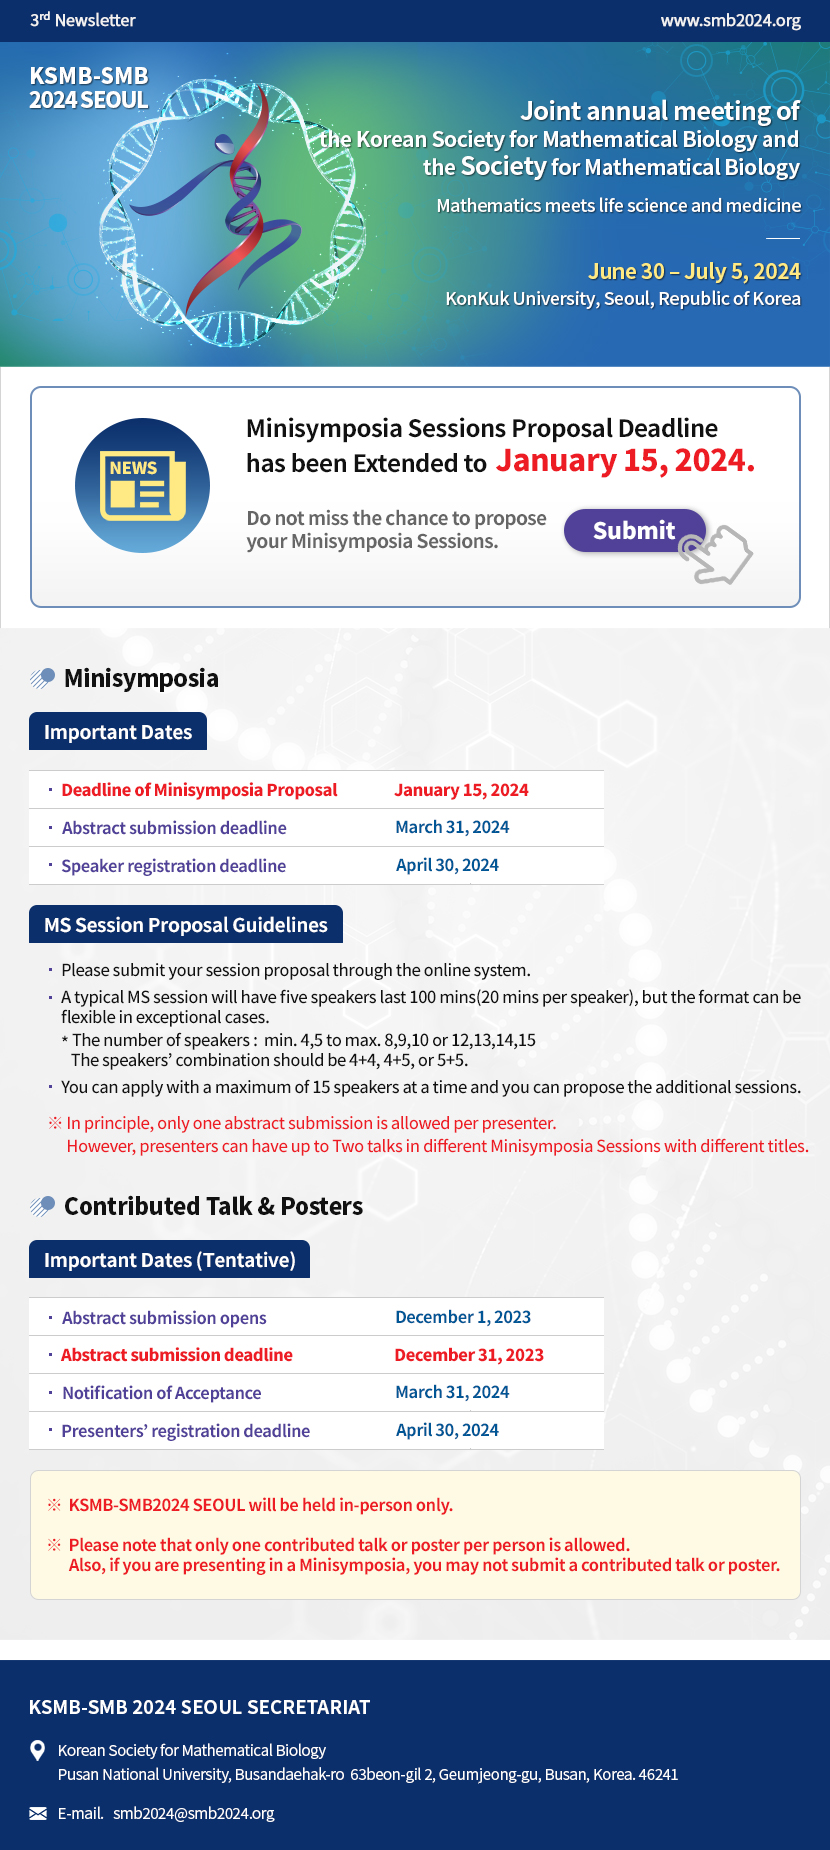 3rd Newsletter
www.smb2024.org
KSMB-SMB
2024 SEOUL
Joint annual meeting of
the Korean Society for Mathematical Biology and
the Society for Mathematical Biology
Mathematics meets life science and medicine
June 30 – July 5, 2024
KonKuk University, Seoul, Republic of Korea
NEWS
Minisymposia Sessions Proposal Deadline
has been Extended to January 15, 2024.
Do not miss the chance to propose
your Minisymposia Sessions.
Submit
Minisymposia
Important Dates
· Deadline of Minisymposia Proposal January 15, 2024
· Abstract submission deadline March 31, 2024
· Speaker registration deadline April 30, 2024
MS Session Proposal Guidelines
· Please submit your session proposal through the online system.
· A typical MS session will have five speakers last 100 mins(20 mins per speaker), but the format can be
flexible in exceptional cases.
* The number of speakers : min. 4,5 to max. 8,9,10 or 12,13,14,15
The speakers’ combination should be 4+4, 4+5, or 5+5.
· You can apply with a maximum of 15 speakers at a time and you can propose the additional sessions.
※ In principle, only one abstract submission is allowed per presenter.
However, presenters can have up to Two talks in different Minisymposia Sessions with different titles.
Contributed Talk & Posters
Important Dates (Tentative)
· Abstract submission opens December 1, 2023
· Abstract submission deadline December 31, 2023
· Notification of Acceptance March 31, 2024
· Presenters’ registration deadline April 30, 2024
※ KSMB-SMB2024 SEOUL will be held in-person only.
※ Please note that only one contributed talk or poster per person is allowed.
Also, if you are presenting in a Minisymposia, you may not submit a contributed talk or poster.
KSMB-SMB 2024 SEOUL SECRETARIAT
Korean Society for Mathematical Biology
Pusan National University, Busandaehak-ro 63beon-gil 2, Geumjeong-gu, Busan, Korea. 46241
E-mail. smb2024@smb2024.org